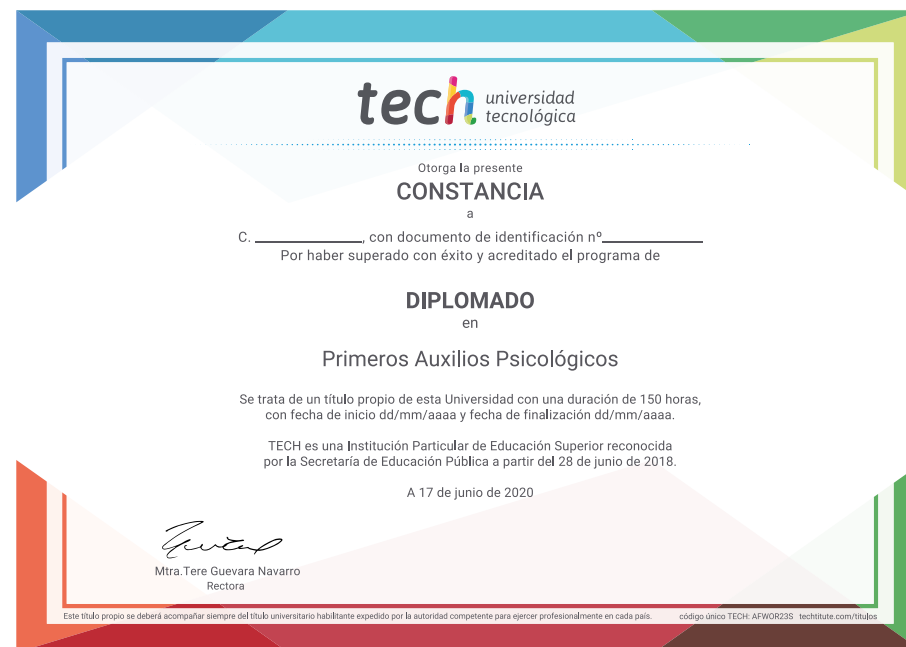 tech universidad
tecnológica
Otorga la presente
CONSTANCIA
a
C. ____________, con documento de identificación nº____________
Por haber superado con éxito y acreditado el programa de
DIPLOMADO
en
Primeros Auxilios Psicológicos
Se trata de un título propio de esta Universidad con una duración de 150 horas,
con fecha de inicio dd/mm/aaaa y fecha de finalización dd/mm/aaaa.
TECH es una Institución Particular de Educación Superior reconocida
por la Secretaría de Educación Pública a partir del 28 de junio de 2018.
A 17 de junio de 2020
Mtra.Tere Guevara Navarro
Rectora
Este título propio se deberá acompañar siempre del título universitario habilitante expedido por la autoridad competente para ejercer profesionalmente en cada país. código único TECH: AFWOR23S techtitute.com/titulos